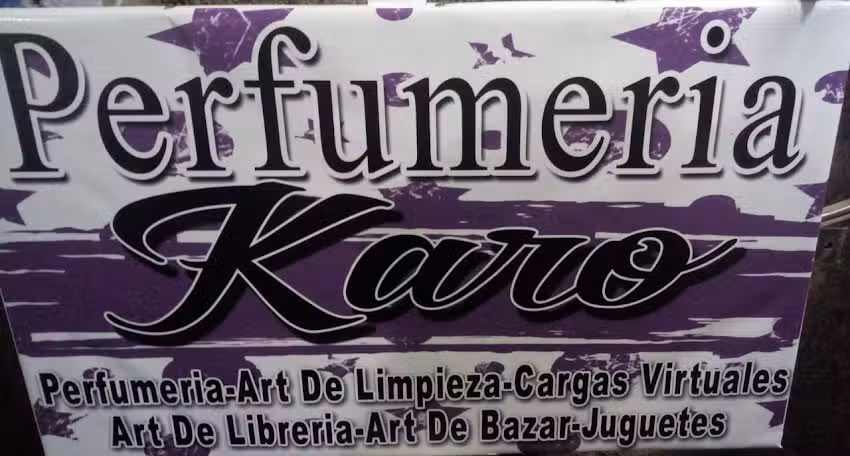 Perfumeria
Karo
Perfumeria-Art De Limpieza-Cargas Virtuales
Art De Libreria-Art De Bazar-Juguetes